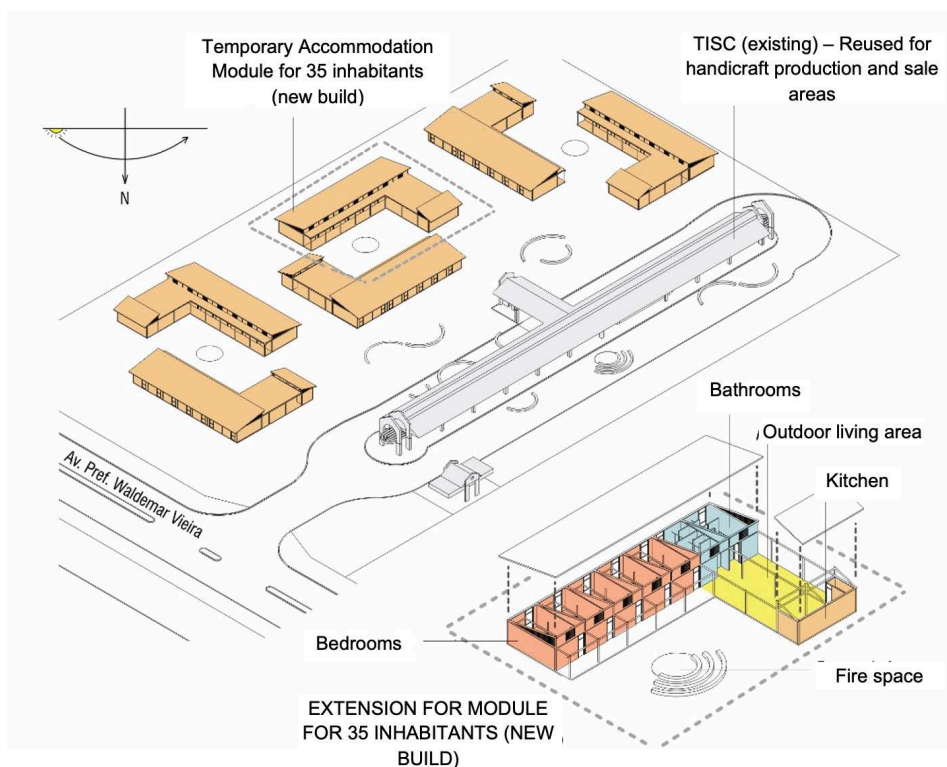 Temporary Accommodation
Module for 35 inhabitants
(new build)
TISC (existing) – Reused for
handicraft production and sale
areas
N
Av. Pref. Waldemar Vieira
Bathrooms
Outdoor living area
Kitchen
Bedrooms
Fire space
EXTENSION FOR MODULE
FOR 35 INHABITANTS (NEW
BUILD)